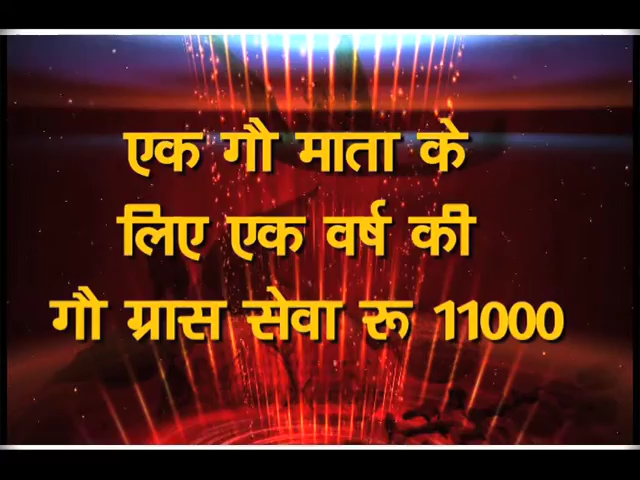 एक गौ माता के
लिए एक वर्ष की
गौ ग्रास सेवा रू 11000